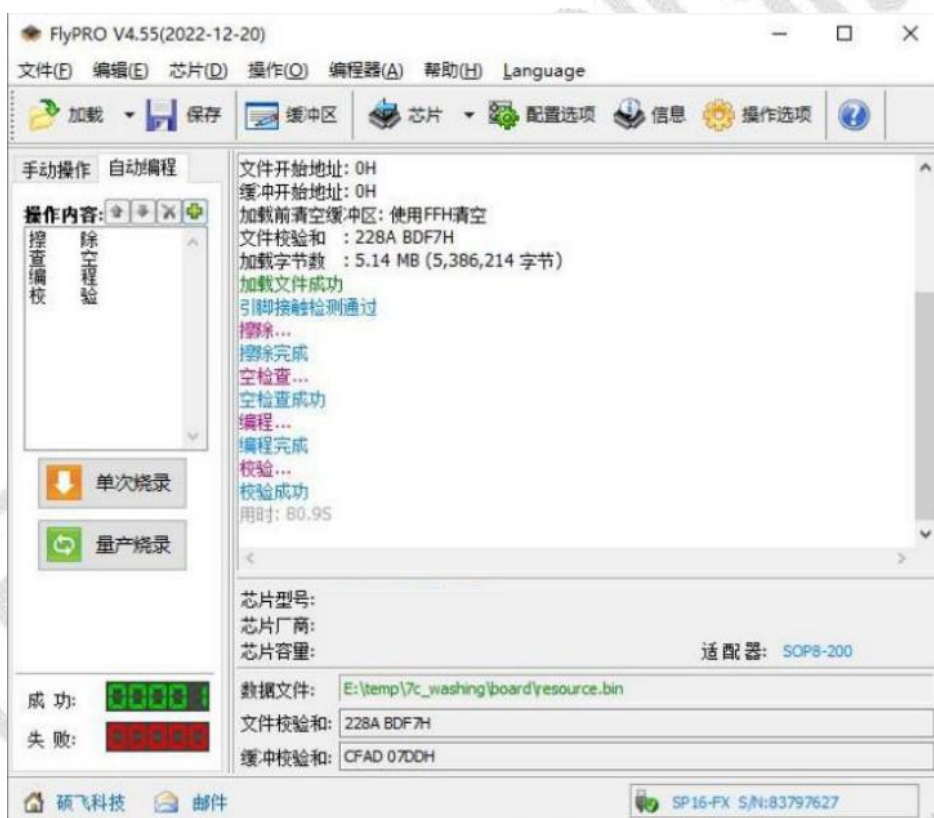 FlyPRO V4.55(2022-12-20)
文件(F) 编辑(E) 芯片(D) 操作(O) 编程器(A) 帮助(H) Language
加载 保存 缓冲区 芯片 配置选项 信息 操作选项
手动操作 自动编程
操作内容:
擦 除
查 空
编 程
校 验
单次烧录
量产烧录
成 功: 00001
失 败: 00000
文件开始地址: 0H
缓冲开始地址: 0H
加载前清空缓冲区: 使用FFH清空
文件校验和 : 228A BDF7H
加载字节数 : 5.14 MB (5,386,214 字节)
加载文件成功
引脚接触检测通过
擦除...
擦除完成
空检查...
空检查成功
编程...
编程完成
校验...
校验成功
用时: 80.9S
芯片型号:
芯片厂商:
芯片容量:
适 配 器: SOP8-200
数据文件: E:\temp\7c_washing\board\resource.bin
文件校验和: 228A BDF7H
缓冲校验和: CFAD 07DDH
硕飞科技 邮件
SP16-FX S/N:83797627